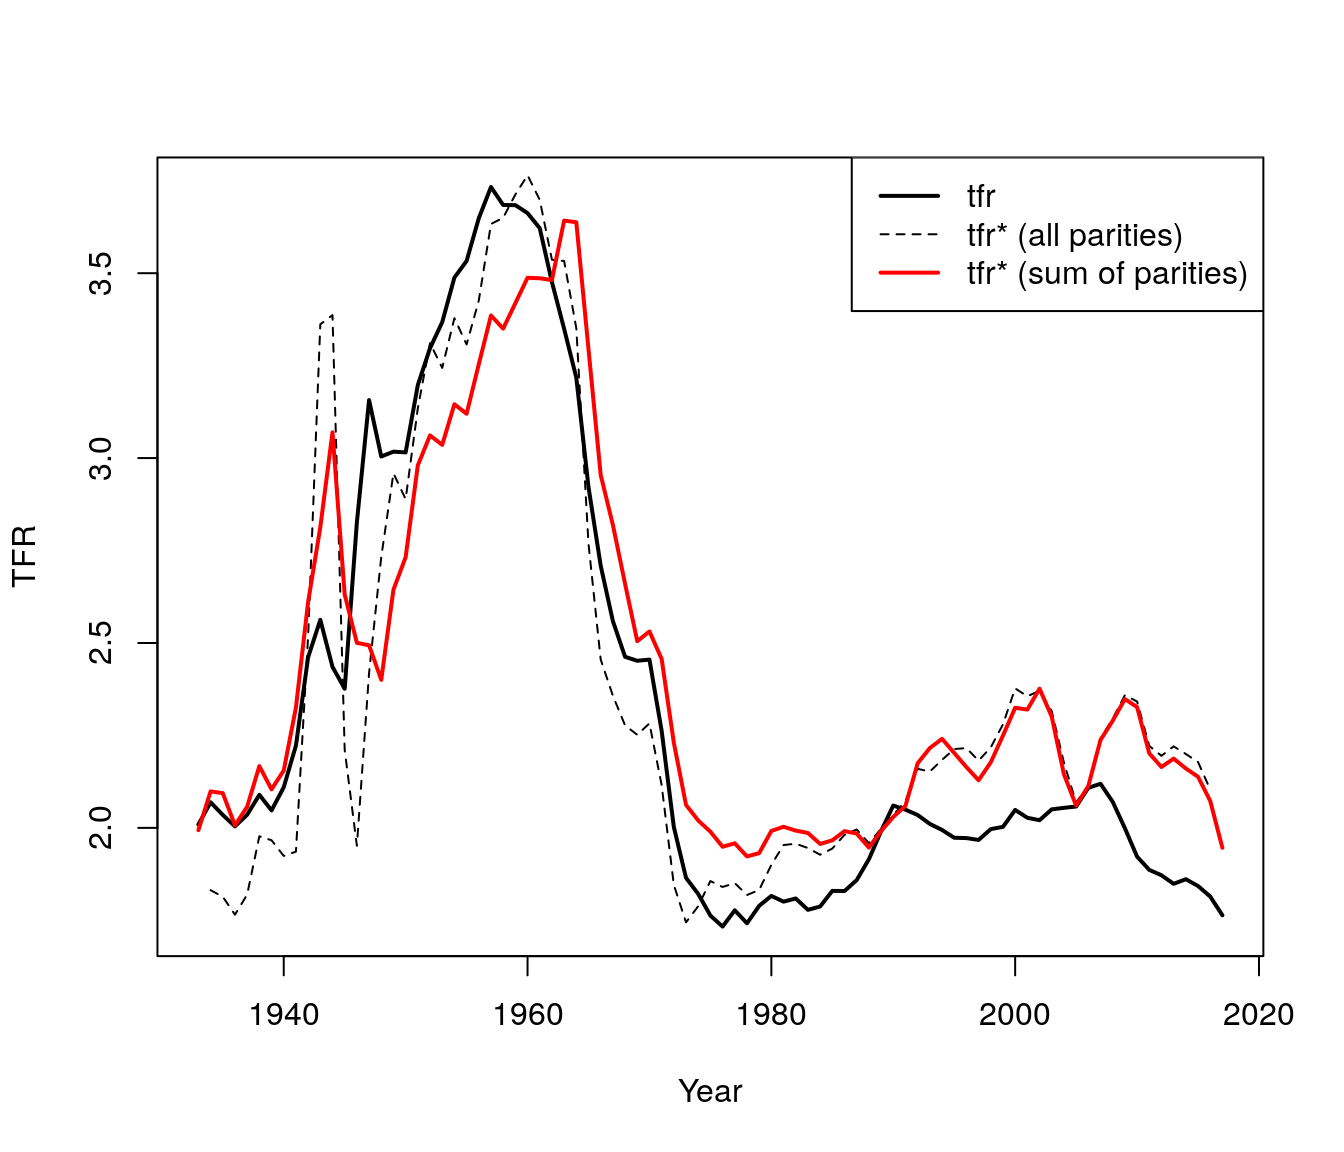 tfr
tfr* (all parities)
tfr* (sum of parities)
TFR
3.5
3.0
2.5
2.0
1940 1960 1980 2000 2020
Year